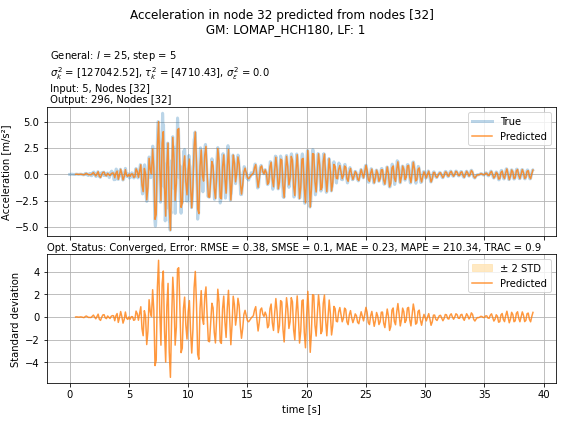 Acceleration in node 32 predicted from nodes [32]
GM: LOMAP_HCH180, LF: 1
General: l = 25, step = 5
σ²ₖ = [127042.52], τ²ₖ = [4710.43], σ²ₑ = 0.0
Input: 5, Nodes [32]
Output: 296, Nodes [32]
Acceleration [m/s²]
5.0
2.5
0.0
−2.5
−5.0
True
Predicted
Opt. Status: Converged, Error: RMSE = 0.38, SMSE = 0.1, MAE = 0.23, MAPE = 210.34, TRAC = 0.9
Standard deviation
4
2
0
−2
−4
± 2 STD
Predicted
0 5 10 15 20 25 30 35 40
time [s]